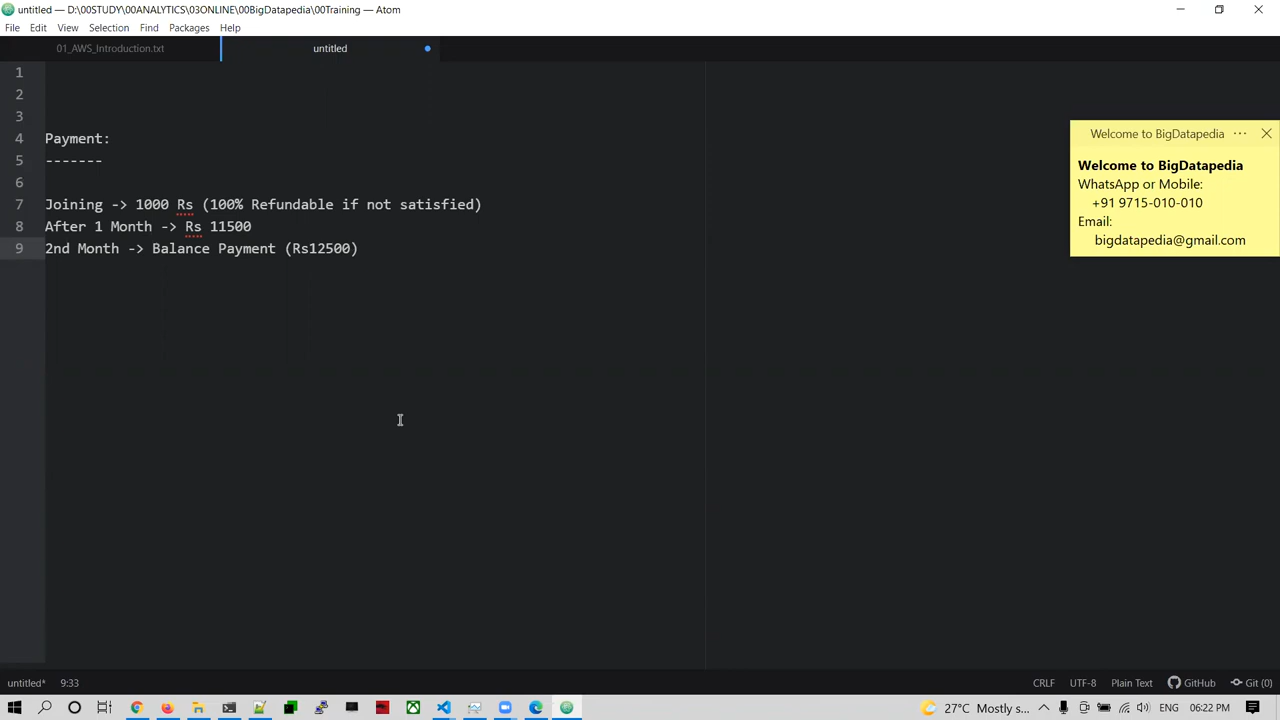 untitled — D:\00STUDY\00ANALYTICS\03ONLINE\00BigDatapedia\00Training — Atom
File Edit View Selection Find Packages Help
01_AWS_Introduction.txt untitled
1
2
3
4 Payment:
5 -------
6
7 Joining -> 1000 Rs (100% Refundable if not satisfied)
8 After 1 Month -> Rs 11500
9 2nd Month -> Balance Payment (Rs12500)
Welcome to BigDatapedia ···
Welcome to BigDatapedia
WhatsApp or Mobile:
+91 9715-010-010
Email:
bigdatapedia@gmail.com
untitled* 9:33 CRLF UTF-8 Plain Text GitHub Git (0)
27°C Mostly s... ENG 06:22 PM